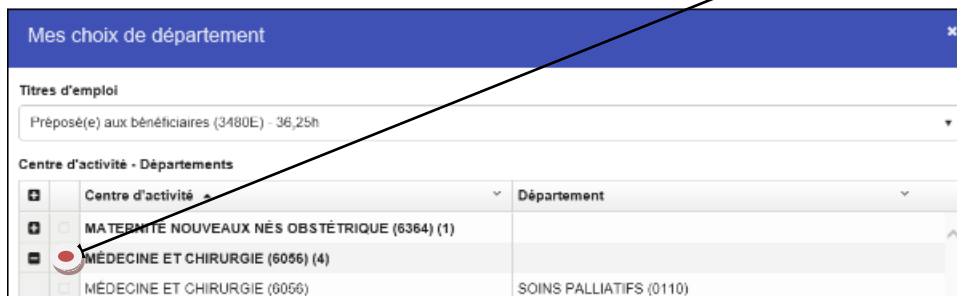 Mes choix de département
Titres d'emploi
Préposé(e) aux bénéficiaires (3480E) - 36,25h
Centre d'activité - Départements
Centre d'activité Département
MATERNITÉ NOUVEAUX NÉS OBSTÉTRIQUE (6364) (1)
MÉDECINE ET CHIRURGIE (6056) (4)
MÉDECINE ET CHIRURGIE (6056) SOINS PALLIATIFS (0110)